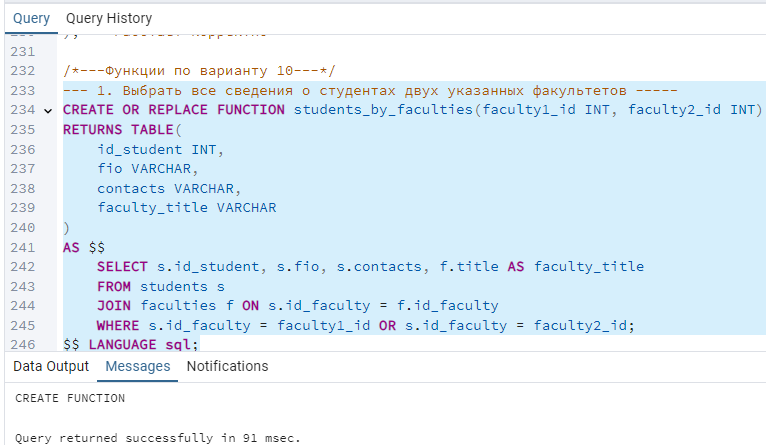 Query Query History
231
232 /*---Функции по варианту 10---*/
233 --- 1. Выбрать все сведения о студентах двух указанных факультетов -----
234 CREATE OR REPLACE FUNCTION students_by_faculties(faculty1_id INT, faculty2_id INT)
235 RETURNS TABLE(
236 id_student INT,
237 fio VARCHAR,
238 contacts VARCHAR,
239 faculty_title VARCHAR
240 )
241 AS $$
242 SELECT s.id_student, s.fio, s.contacts, f.title AS faculty_title
243 FROM students s
244 JOIN faculties f ON s.id_faculty = f.id_faculty
245 WHERE s.id_faculty = faculty1_id OR s.id_faculty = faculty2_id;
246 $$ LANGUAGE sql;
Data Output Messages Notifications
CREATE FUNCTION
Query returned successfully in 91 msec.